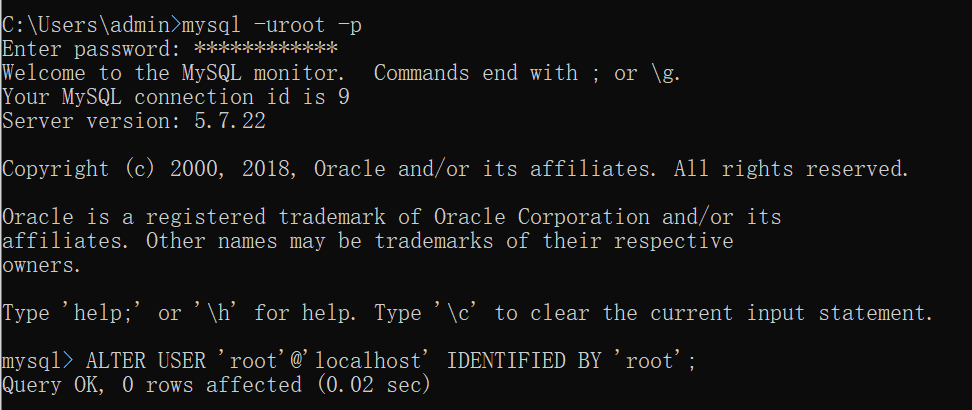 C:\Users\admin>mysql -uroot -p
Enter password: ************
Welcome to the MySQL monitor.  Commands end with ; or \g.
Your MySQL connection id is 9
Server version: 5.7.22
Copyright (c) 2000, 2018, Oracle and/or its affiliates. All rights reserved.
Oracle is a registered trademark of Oracle Corporation and/or its
affiliates. Other names may be trademarks of their respective
owners.
Type 'help;' or '\h' for help. Type '\c' to clear the current input statement.
mysql> ALTER USER 'root'@'localhost' IDENTIFIED BY 'root';
Query OK, 0 rows affected (0.02 sec)